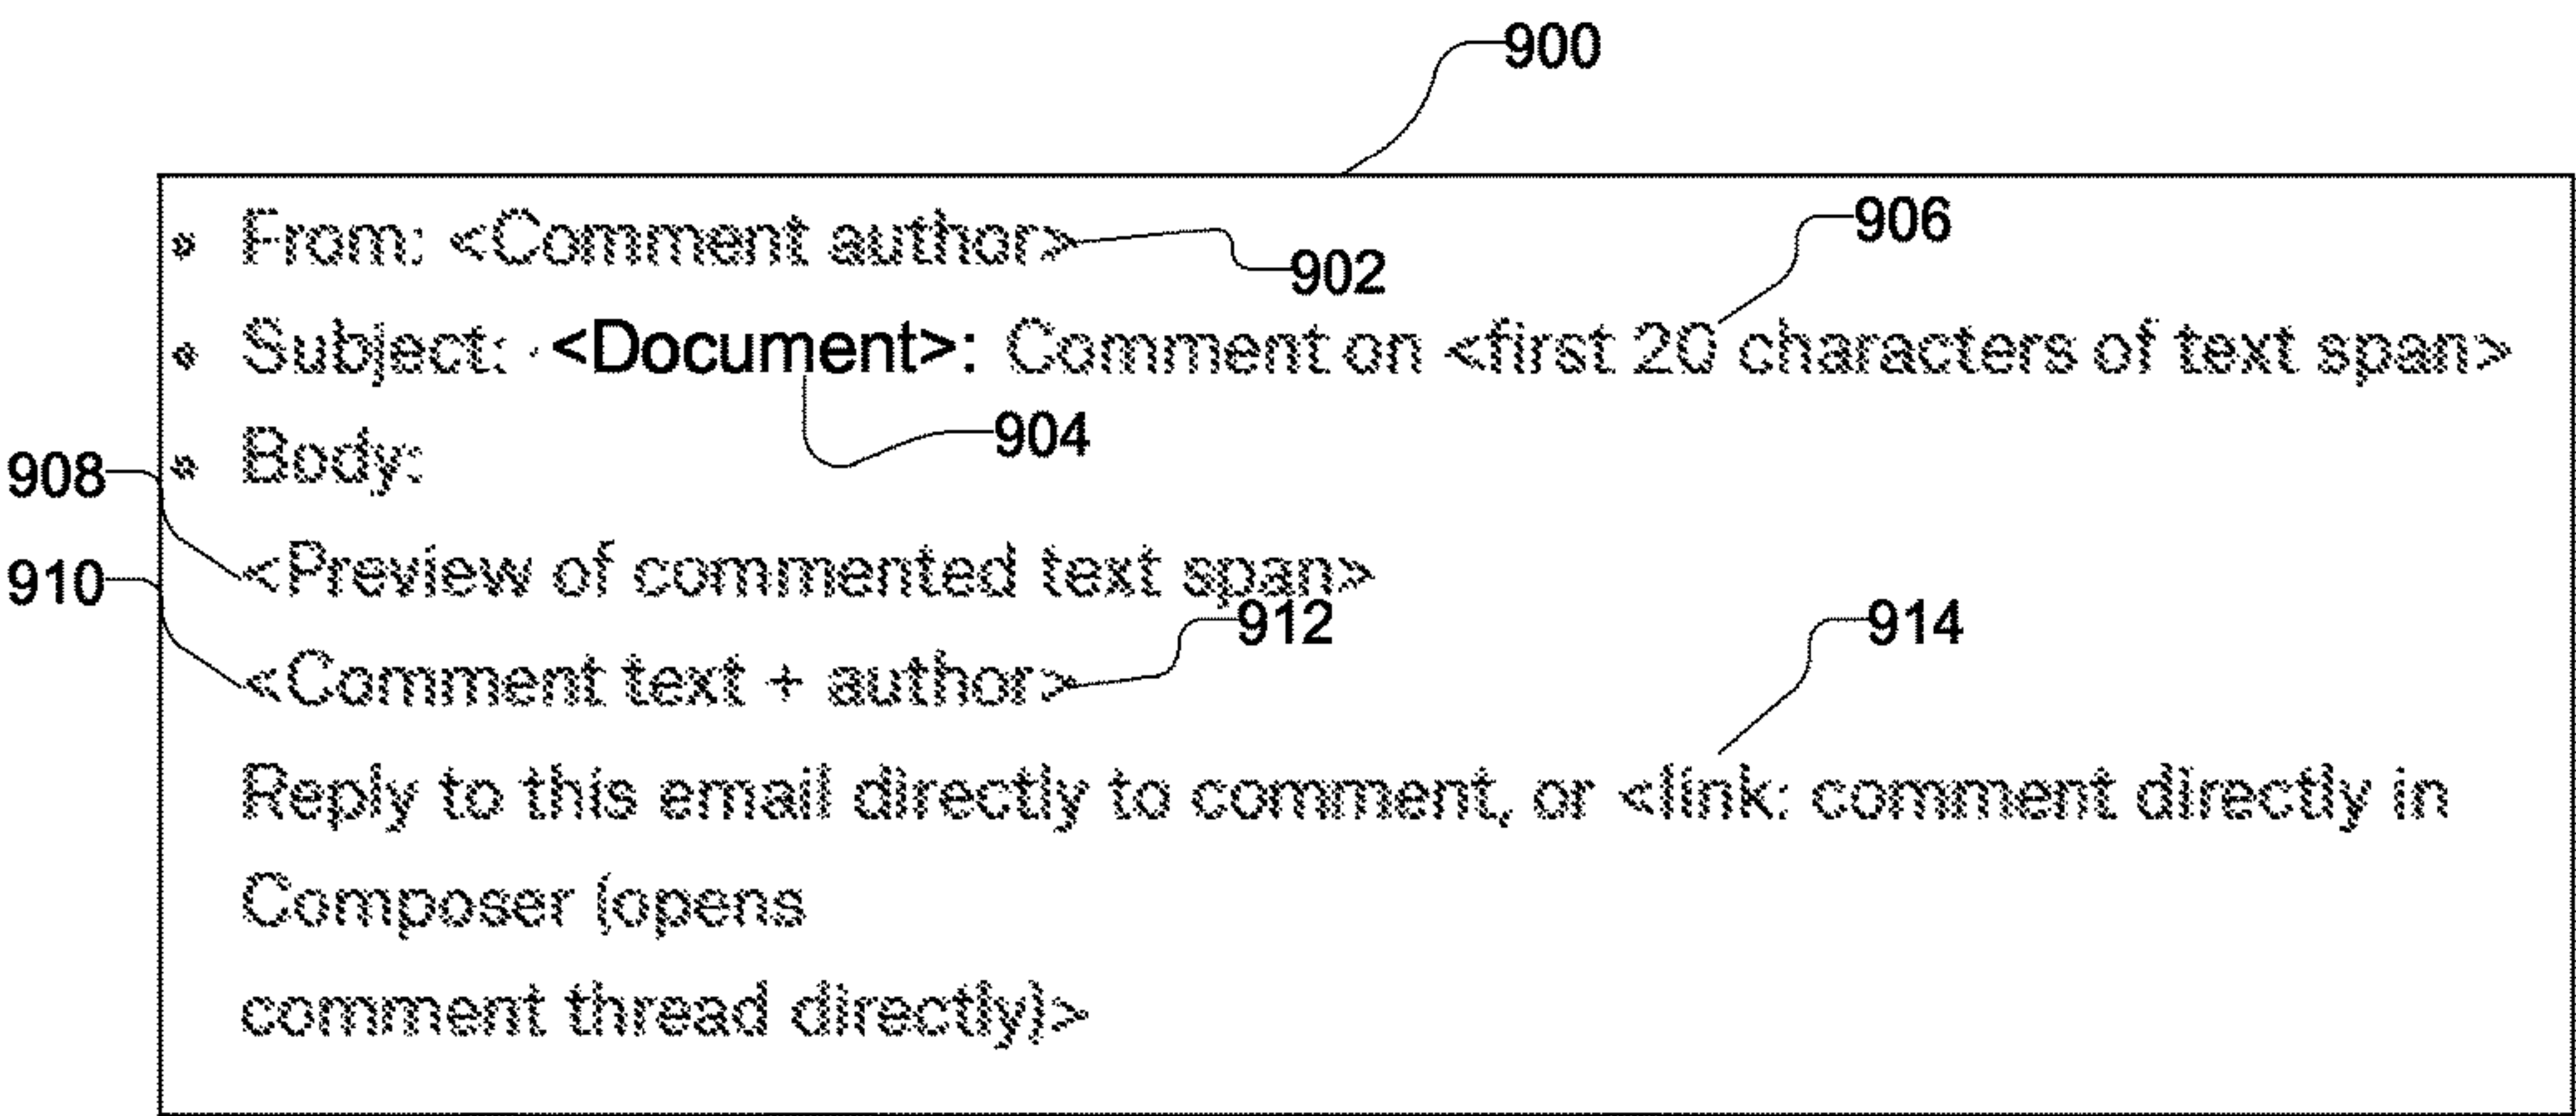 900
• From: <Comment author>
902
906
• Subject: <Document>: Comment on <first 20 characters of text span>
904
• Body:
908
<Preview of commented text span>
910
912
<Comment text + author>
914
Reply to this email directly to comment, or <link: comment directly in
Composer (opens
comment thread directly)>